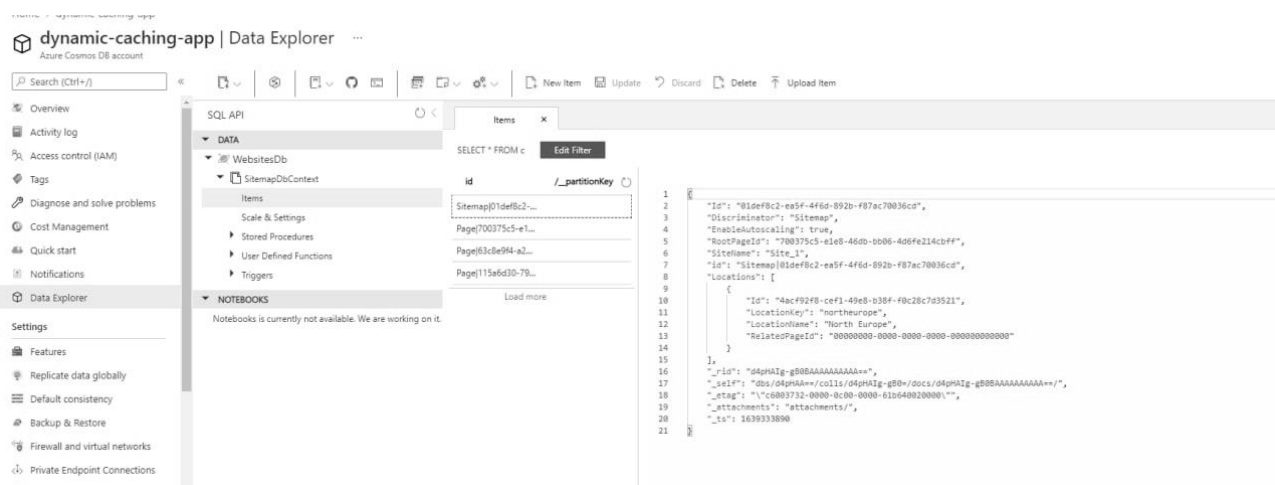 Home > dynamic-caching-app
dynamic-caching-app | Data Explorer ...
Azure Cosmos DB account
Search (Ctrl+/)
«
New Item
Update
Discard
Delete
Upload Item
Overview
Activity log
Access control (IAM)
Tags
Diagnose and solve problems
Cost Management
Quick start
Notifications
Data Explorer
Settings
Features
Replicate data globally
Default consistency
Backup & Restore
Firewall and virtual networks
Private Endpoint Connections
SQL API
DATA
WebsitesDb
SitemapDbContext
Items
Scale & Settings
Stored Procedures
User Defined Functions
Triggers
NOTEBOOKS
Notebooks is currently not available. We are working on it.
Items ×
SELECT * FROM c Edit Filter
id /_partitionKey
Sitemap|01def8c2-...
Page|700375c5-e1...
Page|63c8e9f4-a2...
Page|115a6d30-79...
Load more
1 {
2 "Id": "01def8c2-ea5f-4f6d-892b-f87ac70036cd",
3 "Discriminator": "Sitemap",
4 "EnableAutoscaling": true,
5 "RootPageId": "700375c5-e1e8-46db-bb06-4d6fe214cbff",
6 "SiteName": "Site_1",
7 "id": "Sitemap|01def8c2-ea5f-4f6d-892b-f87ac70036cd",
8 "Locations": [
9 {
10 "Id": "4acf92f8-cef1-49e8-b38f-f0c28c7d3521",
11 "LocationKey": "northeurope",
12 "LocationName": "North Europe",
13 "RelatedPageId": "00000000-0000-0000-0000-000000000000"
14 }
15 ],
16 "_rid": "d4pHAIg-gB0BAAAAAAAAAA==",
17 "_self": "dbs/d4pHAA==/colls/d4pHAIg-gB0=/docs/d4pHAIg-gB0BAAAAAAAAAA==/",
18 "_etag": "\"c6003732-0000-0c00-0000-61b640020000\"",
19 "_attachments": "attachments/",
20 "_ts": 1639333890
21 }